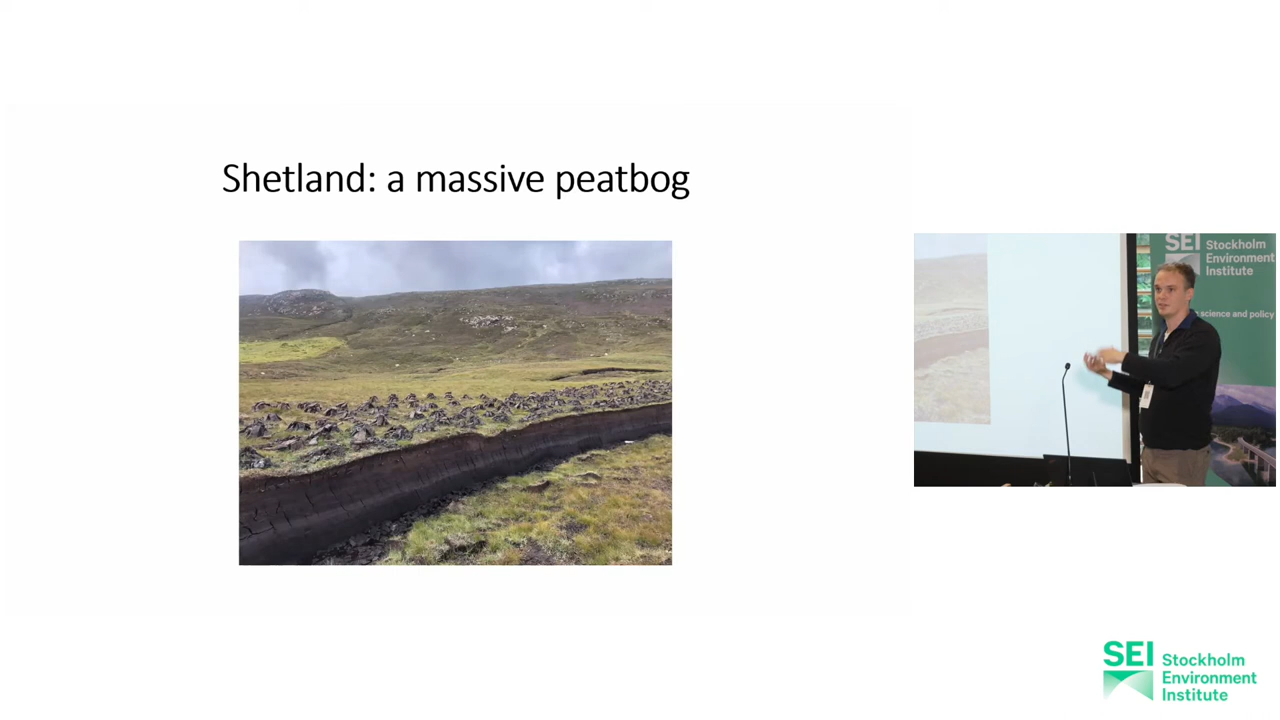 Shetland: a massive peatbog
SEI Stockholm
Environment
Institute
science and policy
SEI Stockholm
Environment
Institute